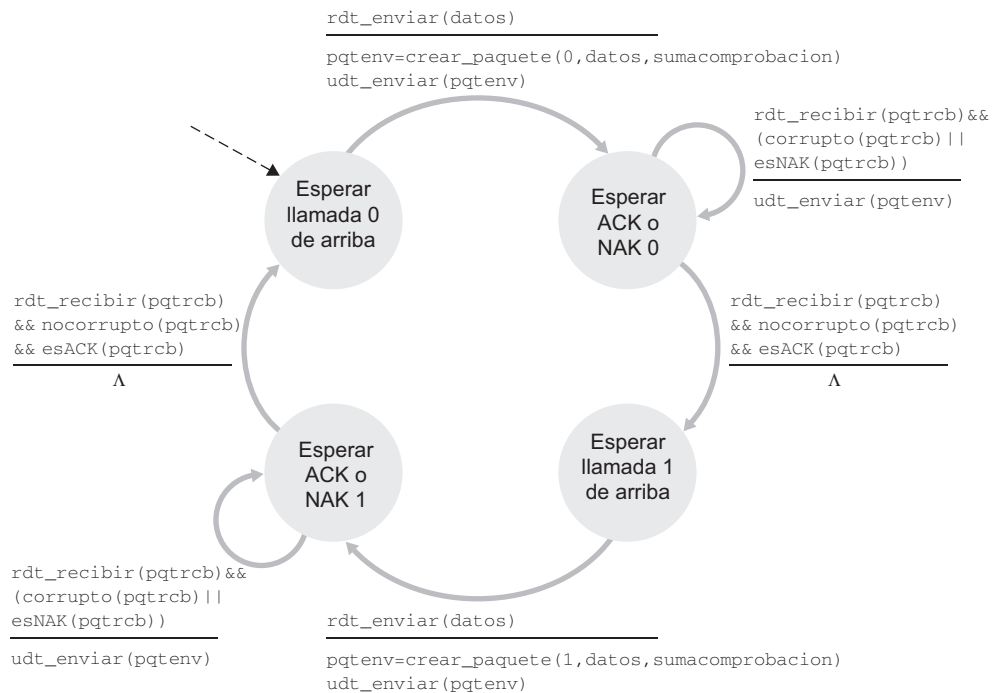 rdt_enviar(datos)
pqtenv=crear_paquete(0,datos,sumacomprobacion)
udt_enviar(pqtenv)
rdt_recibir(pqtrcb)&&
(corrupto(pqtrcb)||
esNAK(pqtrcb))
udt_enviar(pqtenv)
Esperar
llamada 0
de arriba
Esperar
ACK o
NAK 0
rdt_recibir(pqtrcb)
&& nocorrupto(pqtrcb)
&& esACK(pqtrcb)
Λ
rdt_recibir(pqtrcb)
&& nocorrupto(pqtrcb)
&& esACK(pqtrcb)
Λ
Esperar
ACK o
NAK 1
Esperar
llamada 1
de arriba
rdt_recibir(pqtrcb)&&
(corrupto(pqtrcb)||
esNAK(pqtrcb))
udt_enviar(pqtenv)
rdt_enviar(datos)
pqtenv=crear_paquete(1,datos,sumacomprobacion)
udt_enviar(pqtenv)